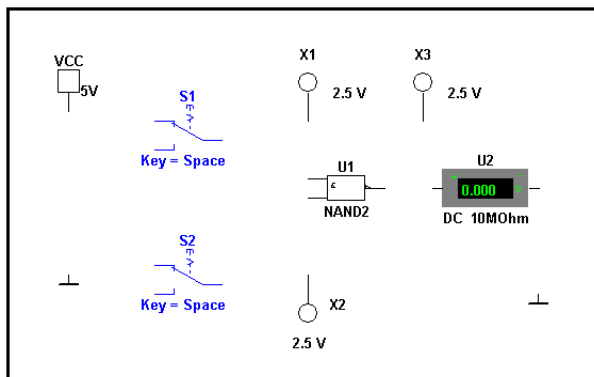 VCC
5V
S1
Key = Space
X1
2.5 V
X3
2.5 V
U1
&
NAND2
U2
+
-
0.000
DC 10MOhm
S2
Key = Space
X2
2.5 V